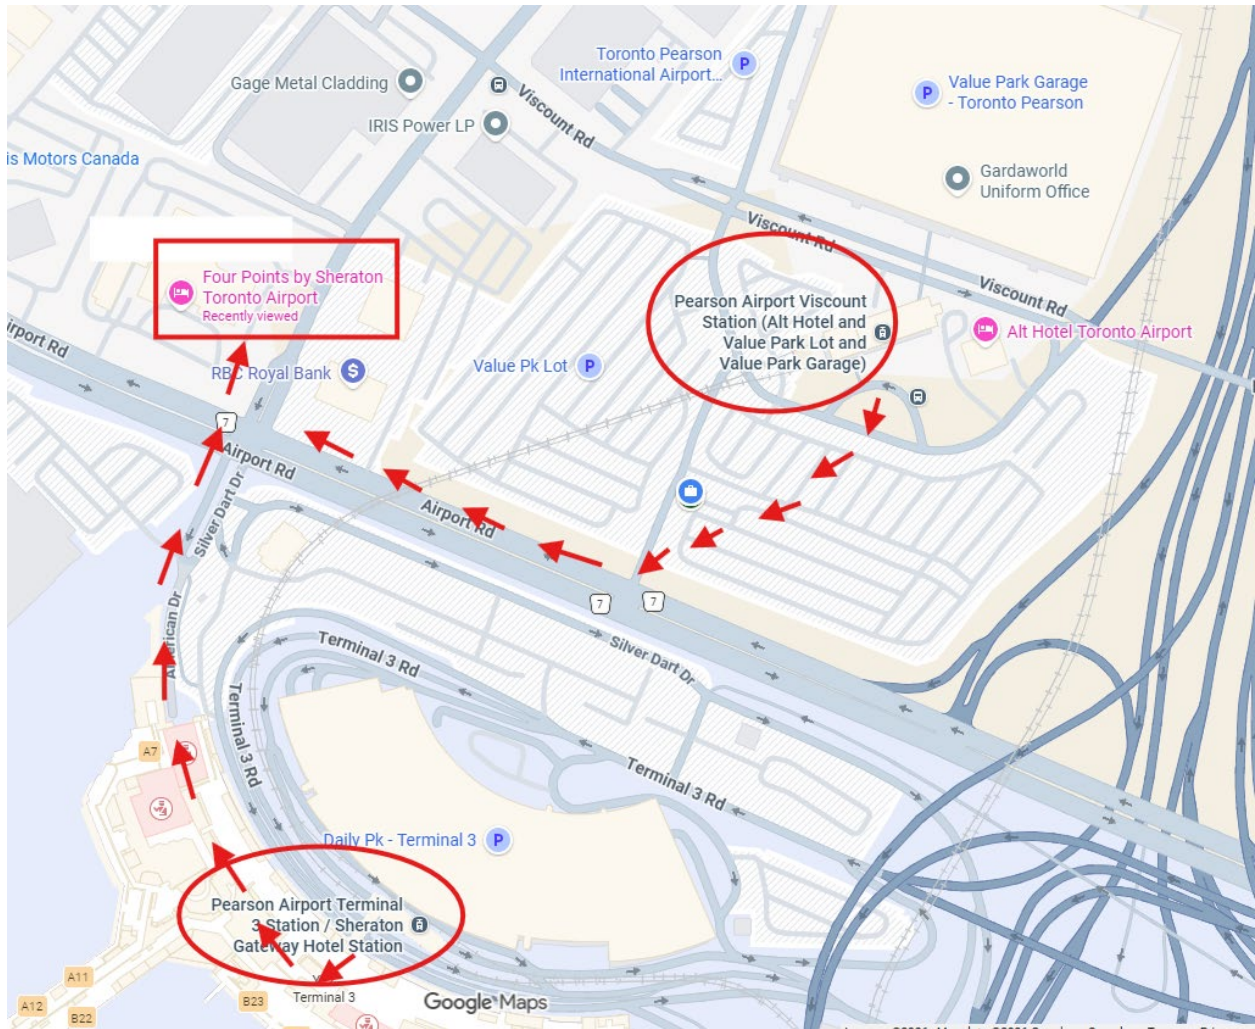 Toronto Pearson
International Airport...
Gage Metal Cladding
Value Park Garage
- Toronto Pearson
Viscount Rd
IRIS Power LP
is Motors Canada
Gardaworld
Uniform Office
Viscount Rd
Four Points by Sheraton
Toronto Airport
Recently viewed
Viscount Rd
Pearson Airport Viscount
Station (Alt Hotel and
Value Park Lot and
Value Park Garage)
Alt Hotel Toronto Airport
irport Rd
RBC Royal Bank
Value Pk Lot
7
Airport Rd
Airport Rd
Silver Dart Dr
7
7
American Dr
Terminal 3 Rd
Silver Dart Dr
Terminal 3 Rd
A7
Terminal 3 Rd
Daily Pk - Terminal 3
Pearson Airport Terminal
3 Station / Sheraton
Gateway Hotel Station
A11
A12
B22
B23
Terminal 3
Google Maps